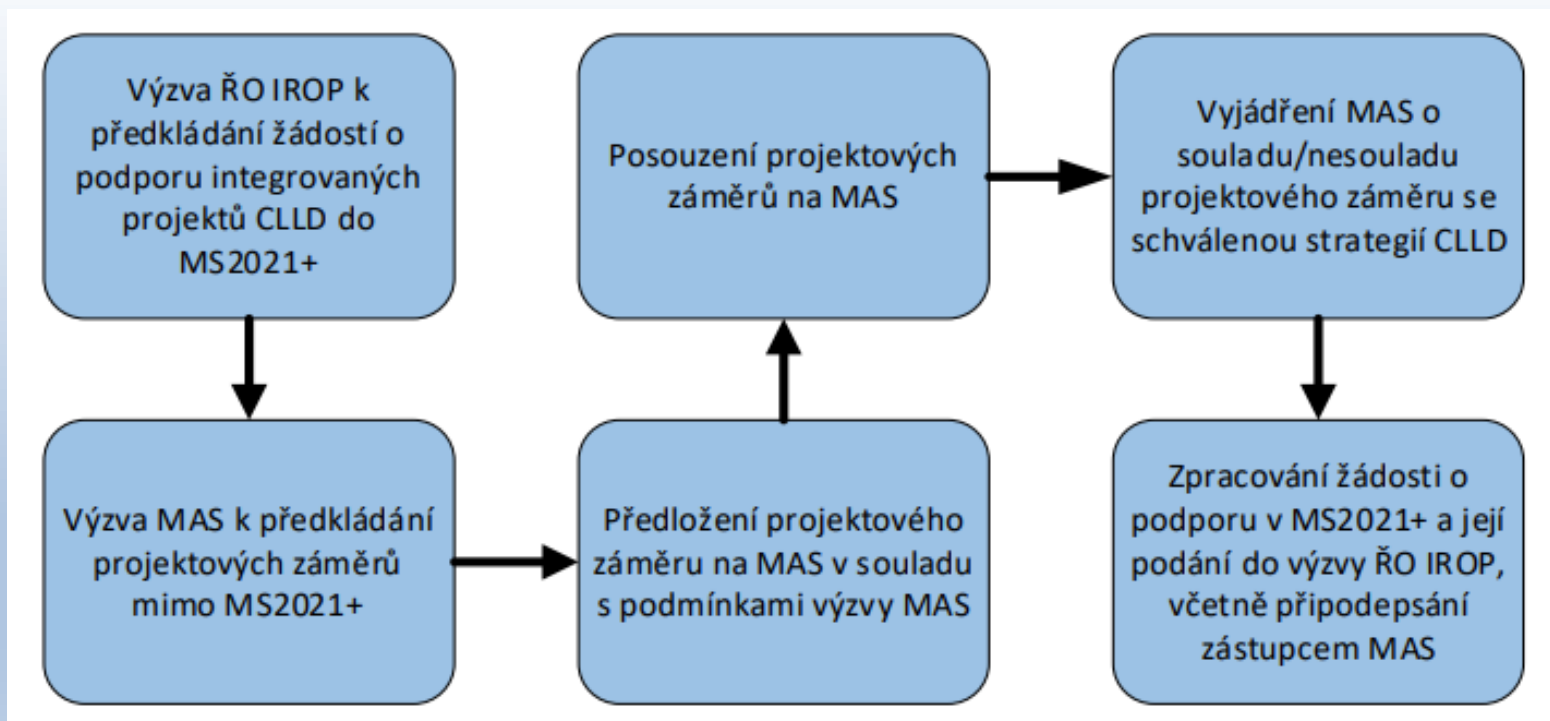 Výzva ŘO IROP k
předkládání žádostí o
podporu integrovaných
projektů CLLD do
MS2021+
Výzva MAS k předkládání
projektových záměrů
mimo MS2021+
Předložení projektového
záměru na MAS v souladu
s podmínkami výzvy MAS
Posouzení projektových
záměrů na MAS
Vyjádření MAS o
souladu/nesouladu
projektového záměru se
schválenou strategií CLLD
Zpracování žádosti o
podporu v MS2021+ a její
podání do výzvy ŘO IROP,
včetně připodepsání
zástupcem MAS